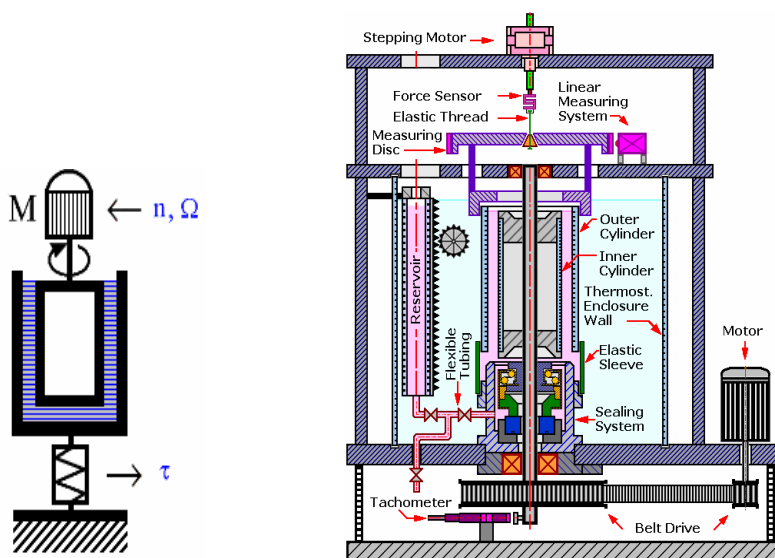 M
n, Ω
τ
Stepping Motor
Force Sensor
Elastic Thread
Measuring
Disc
Linear
Measuring
System
Outer
Cylinder
Inner
Cylinder
Thermost.
Enclosure
Wall
Reservoir
Flexible
Tubing
Elastic
Sleeve
Motor
Sealing
System
Tachometer
Belt Drive